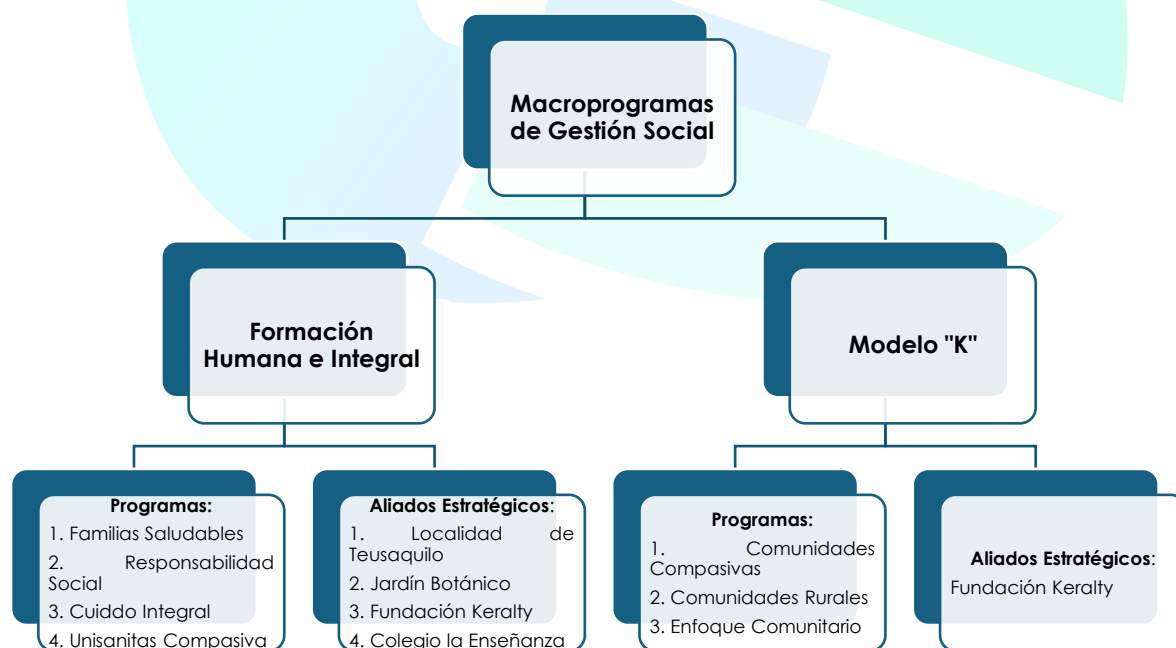 Macroprogramas
de Gestión Social
Formación
Humana e Integral
Modelo "K"
Programas:
1. Familias Saludables
2. Responsabilidad
Social
3. Cuiddo Integral
4. Unisanitas Compasiva
Aliados Estratégicos:
1. Localidad de
Teusaquilo
2. Jardín Botánico
3. Fundación Keralty
4. Colegio la Enseñanza
Programas:
1. Comunidades
Compasivas
2. Comunidades Rurales
3. Enfoque Comunitario
Aliados Estratégicos:
Fundación Keralty